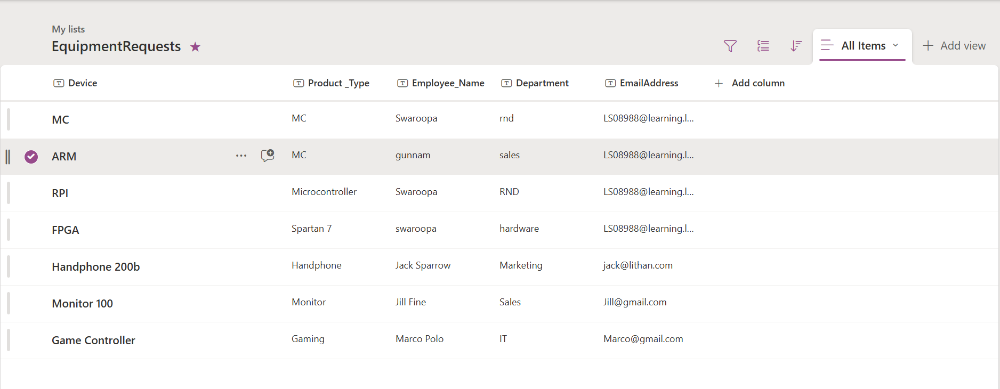 My lists
EquipmentRequests
All Items
Add view
Device Product _Type Employee_Name Department EmailAddress Add column
MC MC Swaroopa rnd LS08988@learning.l...
ARM MC gunnam sales LS08988@learning.l...
RPI Microcontroller Swaroopa RND LS08988@learning.l...
FPGA Spartan 7 swaroopa hardware LS08988@learning.l...
Handphone 200b Handphone Jack Sparrow Marketing jack@lithan.com
Monitor 100 Monitor Jill Fine Sales Jill@gmail.com
Game Controller Gaming Marco Polo IT Marco@gmail.com